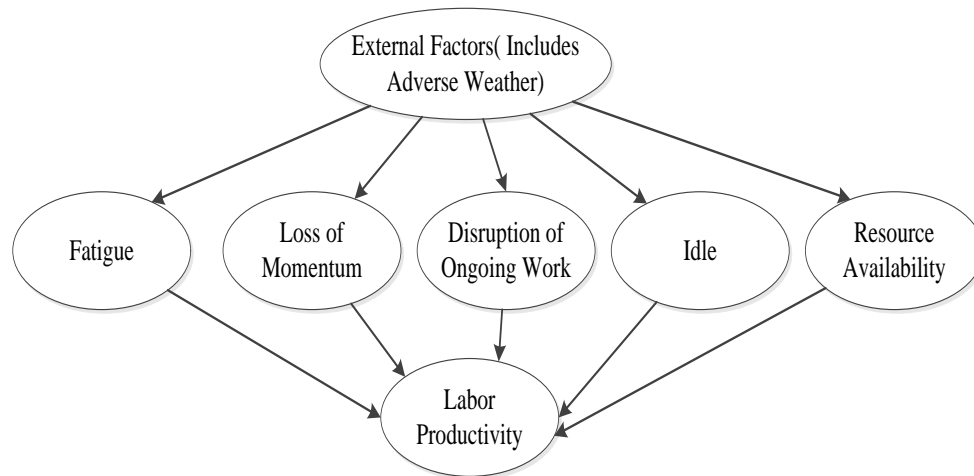 External Factors( Includes
Adverse Weather)
Fatigue
Loss of
Momentum
Disruption of
Ongoing Work
Idle
Resource
Availability
Labor
Productivity